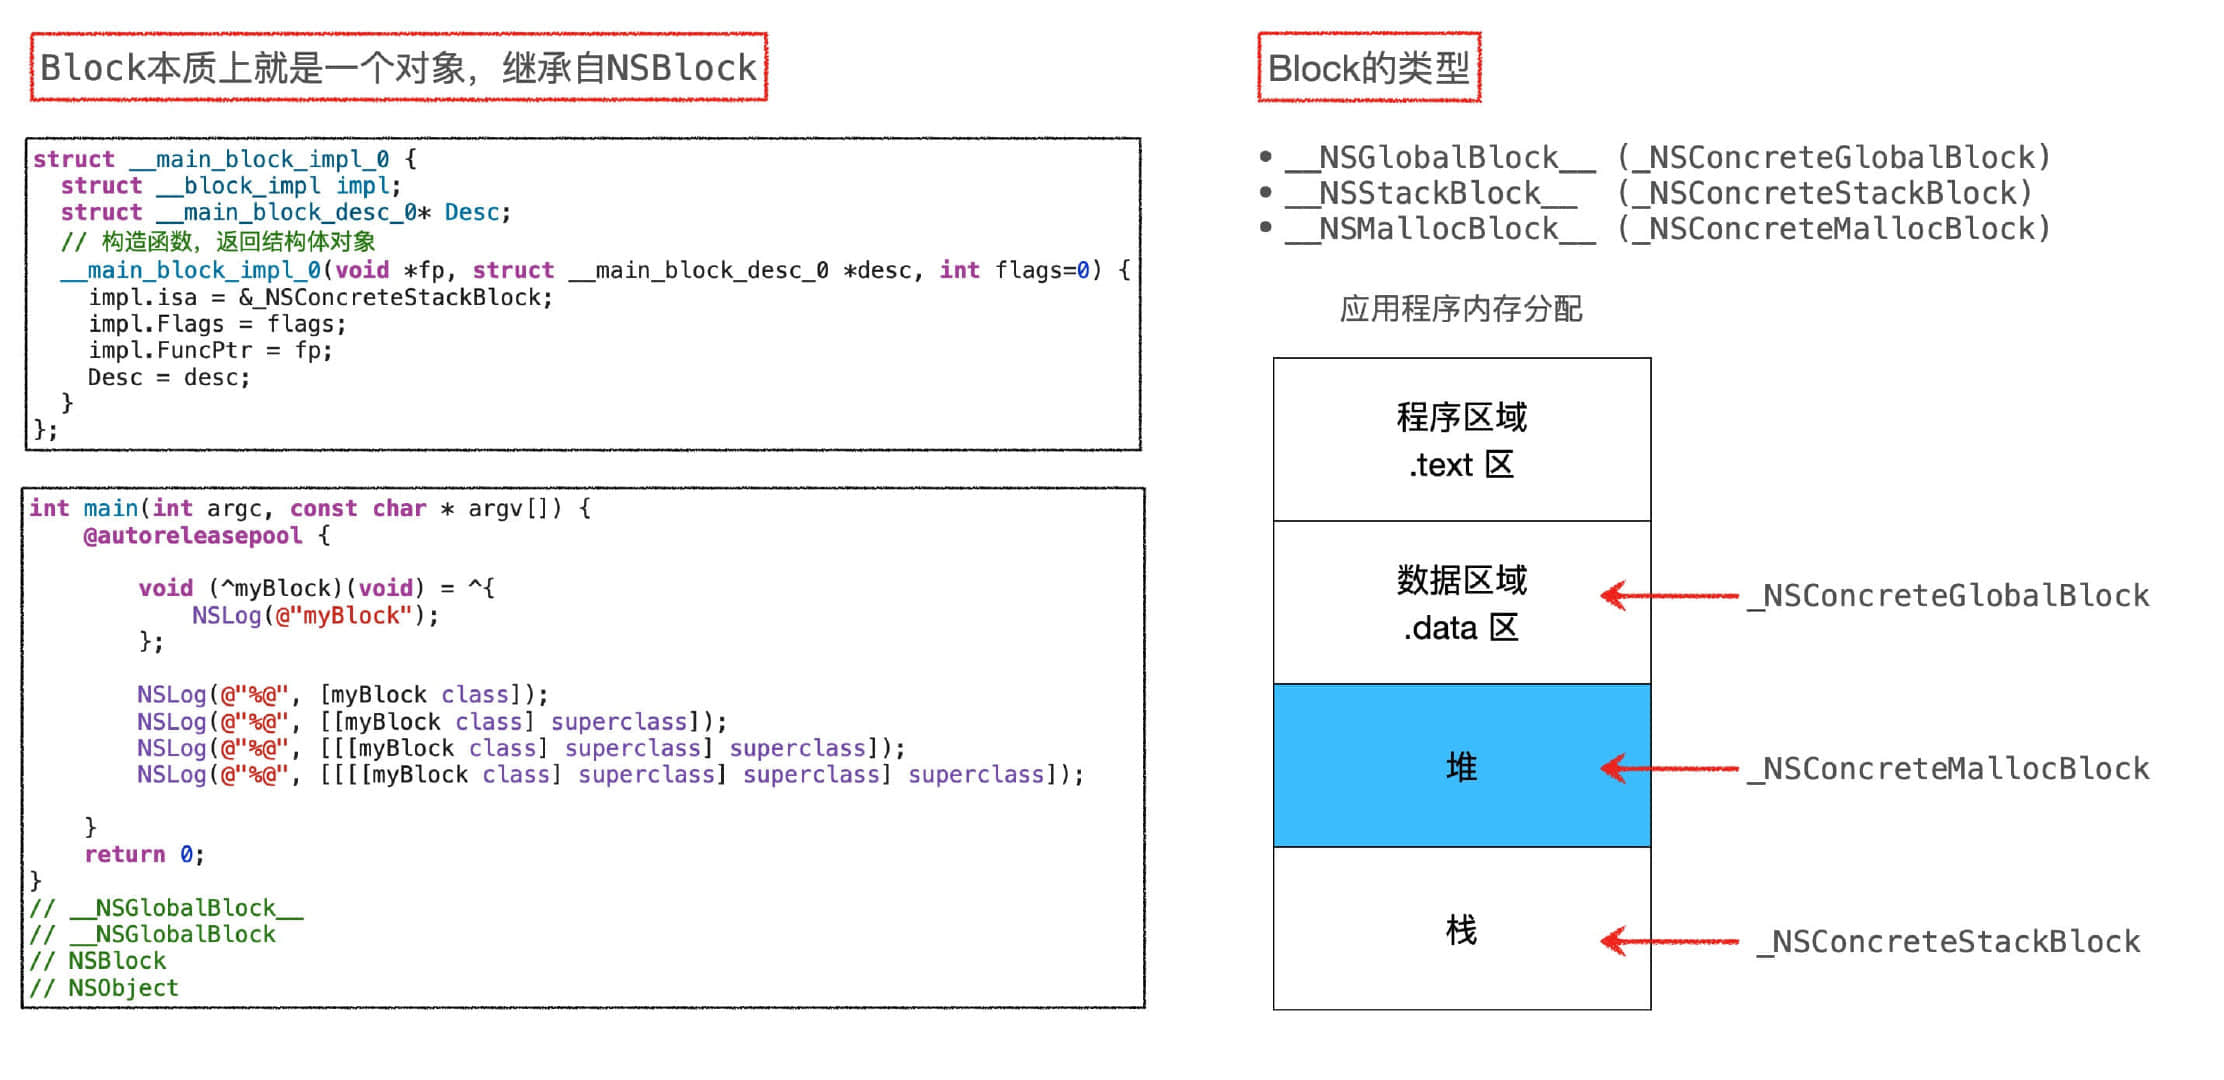 Block本质上就是一个对象，继承自NSBlock
struct __main_block_impl_0 {
  struct __block_impl impl;
  struct __main_block_desc_0* Desc;
  // 构造函数，返回结构体对象
  __main_block_impl_0(void *fp, struct __main_block_desc_0 *desc, int flags=0) {
    impl.isa = &_NSConcreteStackBlock;
    impl.Flags = flags;
    impl.FuncPtr = fp;
    Desc = desc;
  }
};
int main(int argc, const char * argv[]) {
    @autoreleasepool {
        void (^myBlock)(void) = ^{
            NSLog(@"myBlock");
        };
        NSLog(@"%@", [myBlock class]);
        NSLog(@"%@", [[myBlock class] superclass]);
        NSLog(@"%@", [[[myBlock class] superclass] superclass]);
        NSLog(@"%@", [[[[myBlock class] superclass] superclass] superclass]);
    }
    return 0;
}
// __NSGlobalBlock__
// __NSGlobalBlock
// NSBlock
// NSObject
Block的类型
• __NSGlobalBlock__ (_NSConcreteGlobalBlock)
• __NSStackBlock__ (_NSConcreteStackBlock)
• __NSMallocBlock__ (_NSConcreteMallocBlock)
应用程序内存分配
程序区域
.text 区
数据区域
.data 区
_NSConcreteGlobalBlock
堆
_NSConcreteMallocBlock
栈
_NSConcreteStackBlock